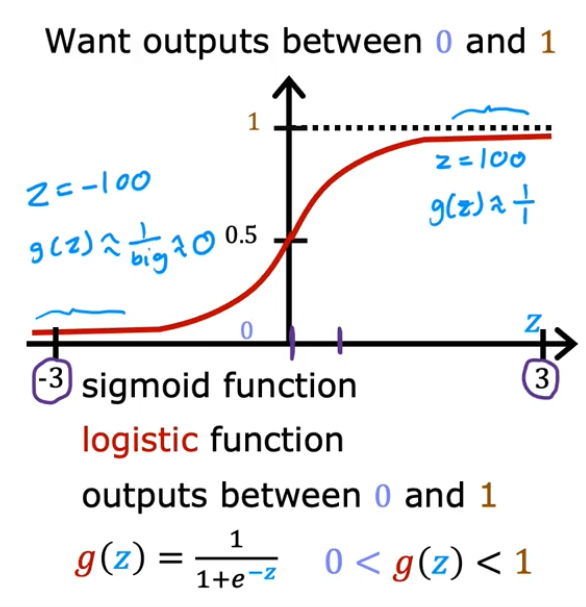 Want outputs between 0 and 1
1
z = 100
z = -100
g(z) ≈ 1/1
g(z) ≈ 1/big ≈ 0
0.5
0
z
-3
3
sigmoid function
logistic function
outputs between 0 and 1
g(z) = 1/(1+e^-z) 0 < g(z) < 1